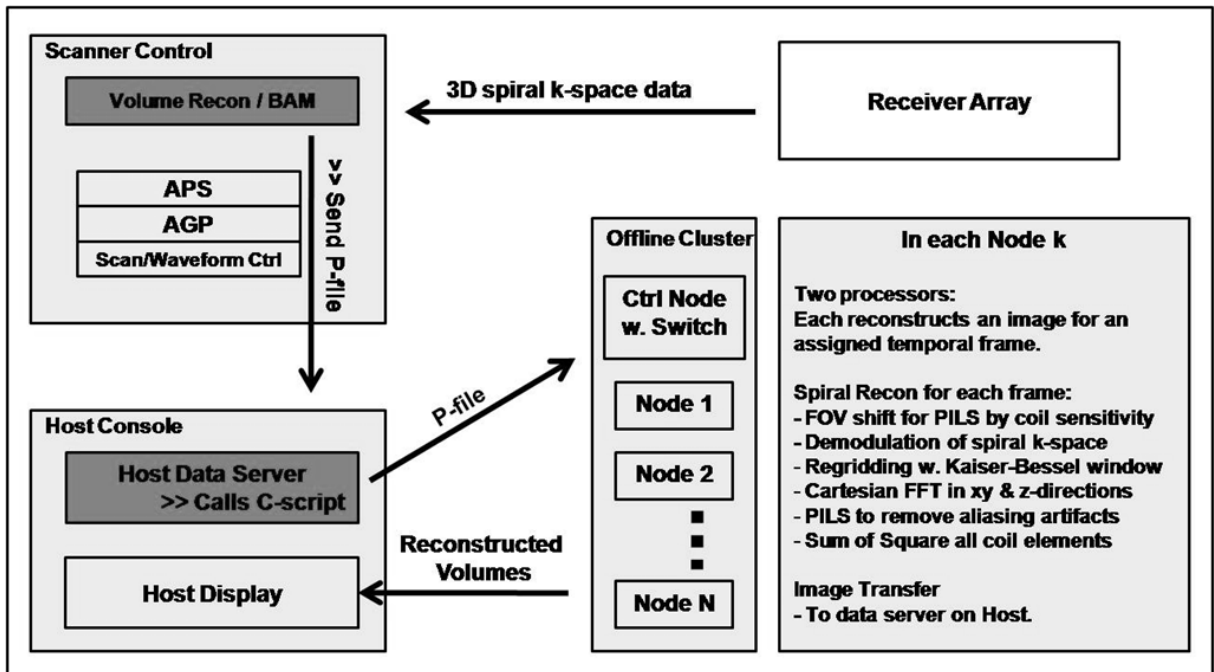 Scanner Control
Volume Recon / BAM
APS
AGP
Scan/Waveform Ctrl
>> Send P-file
3D spiral k-space data
Receiver Array
Host Console
Host Data Server
>> Calls C-script
Host Display
P-file
Reconstructed
Volumes
Offline Cluster
Ctrl Node
w. Switch
Node 1
Node 2
Node N
In each Node k
Two processors:
Each reconstructs an image for an
assigned temporal frame.
Spiral Recon for each frame:
- FOV shift for PILS by coil sensitivity
- Demodulation of spiral k-space
- Regridding w. Kaiser-Bessel window
- Cartesian FFT in xy & z-directions
- PILS to remove aliasing artifacts
- Sum of Square all coil elements
Image Transfer
- To data server on Host.